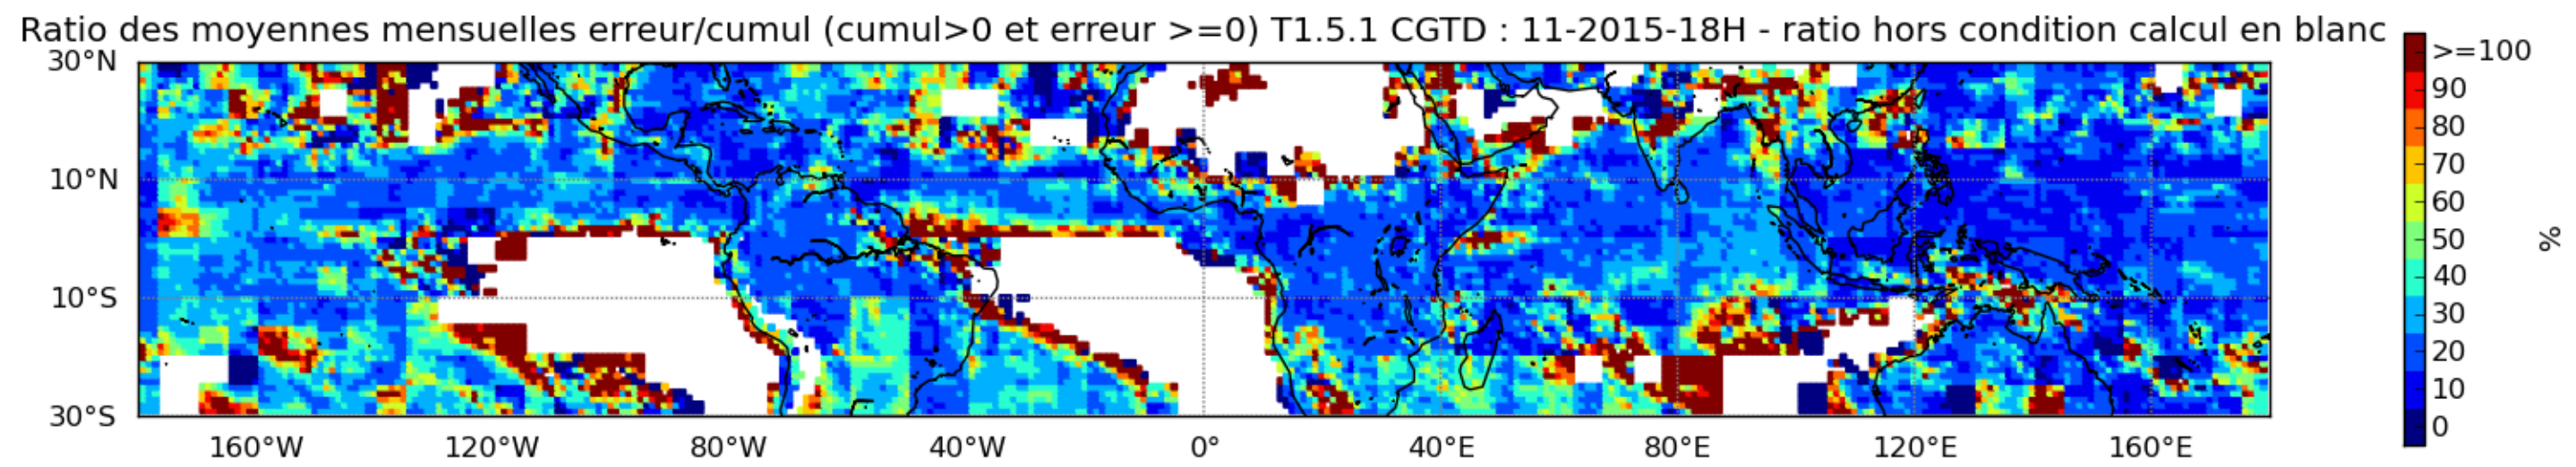 Ratio des moyennes mensuelles erreur/cumul (cumul>0 et erreur >=0) T1.5.1 CGTD : 11-2015-18H - ratio hors condition calcul en blanc
30°N
10°N
10°S
30°S
160°W 120°W 80°W 40°W 0° 40°E 80°E 120°E 160°E
>=100
90
80
70
60
50
40
30
20
10
0
%